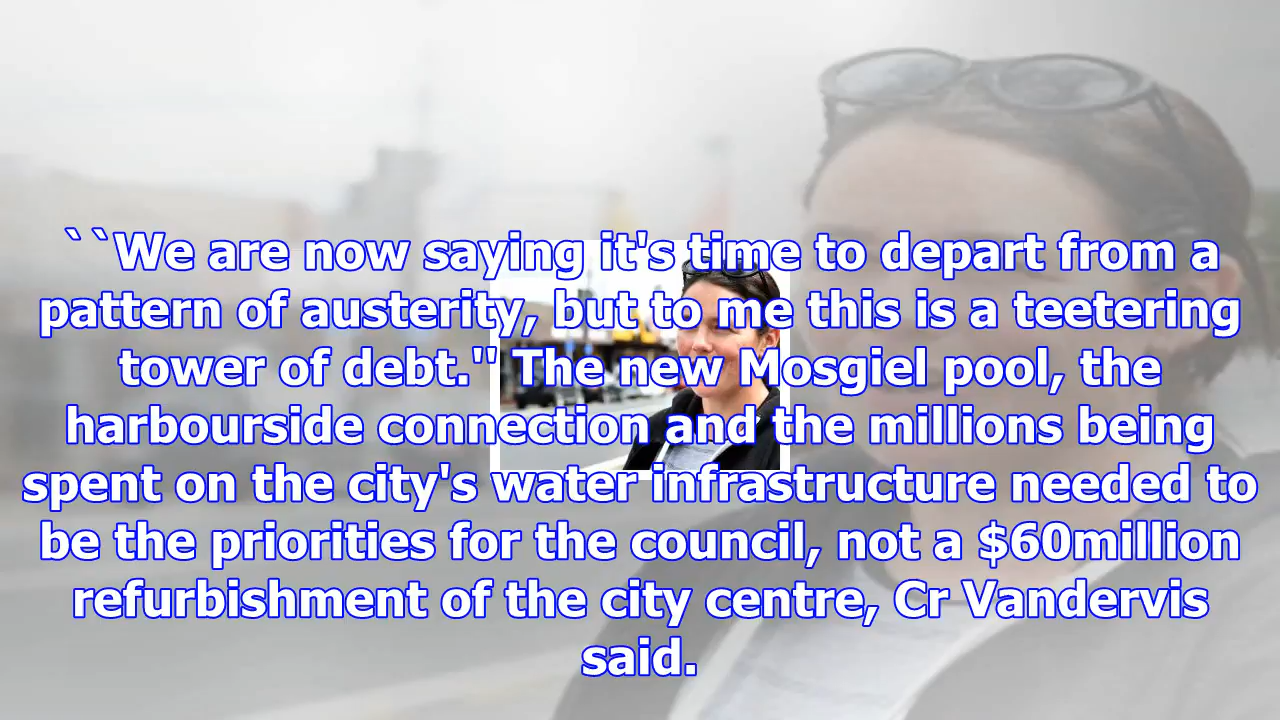 ``We are now saying it's time to depart from a
pattern of austerity, but to me this is a teetering
tower of debt.'' The new Mosgiel pool, the
harbourside connection and the millions being
spent on the city's water infrastructure needed to
be the priorities for the council, not a $60million
refurbishment of the city centre, Cr Vandervis
said.